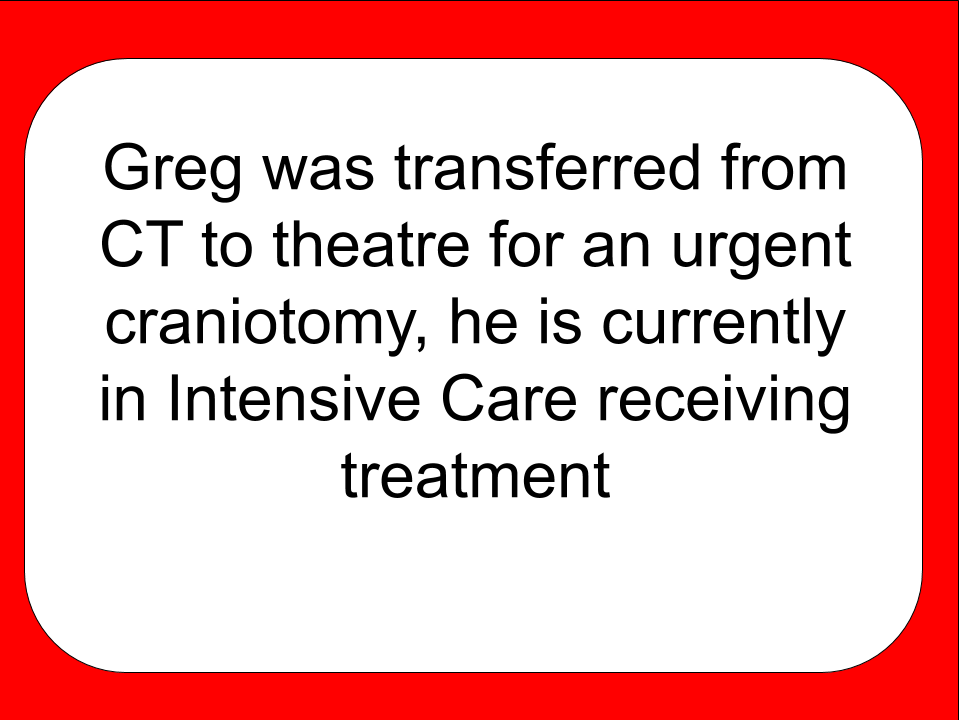 Greg was transferred from
CT to theatre for an urgent
craniotomy, he is currently
in Intensive Care receiving
treatment